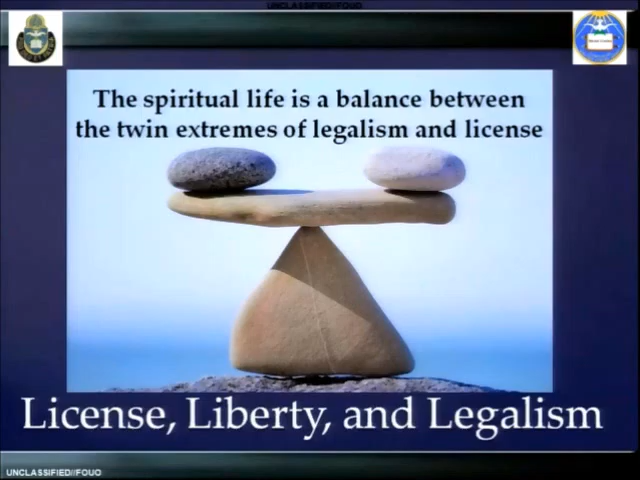 UNCLASSIFIED//FOUO
The spiritual life is a balance between
the twin extremes of legalism and license
License, Liberty, and Legalism
UNCLASSIFIED//FOUO